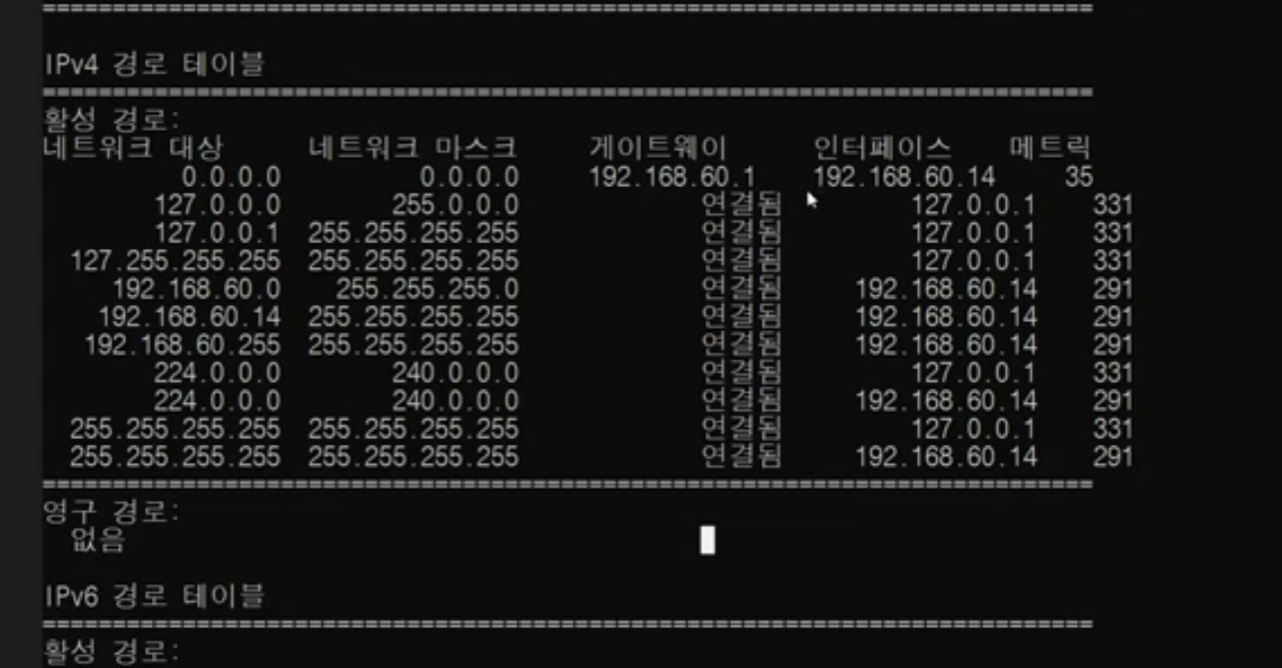 ===========================================================================
IPv4 경로 테이블
===========================================================================
활성 경로:
네트워크 대상 네트워크 마스크 게이트웨이 인터페이스 메트릭
0.0.0.0 0.0.0.0 192.168.60.1 192.168.60.14 35
127.0.0.0 255.0.0.0 연결됨 127.0.0.1 331
127.0.0.1 255.255.255.255 연결됨 127.0.0.1 331
127.255.255.255 255.255.255.255 연결됨 127.0.0.1 331
192.168.60.0 255.255.255.0 연결됨 192.168.60.14 291
192.168.60.14 255.255.255.255 연결됨 192.168.60.14 291
192.168.60.255 255.255.255.255 연결됨 192.168.60.14 291
224.0.0.0 240.0.0.0 연결됨 127.0.0.1 331
224.0.0.0 240.0.0.0 연결됨 192.168.60.14 291
255.255.255.255 255.255.255.255 연결됨 127.0.0.1 331
255.255.255.255 255.255.255.255 연결됨 192.168.60.14 291
===========================================================================
영구 경로:
없음
IPv6 경로 테이블
===========================================================================
활성 경로: